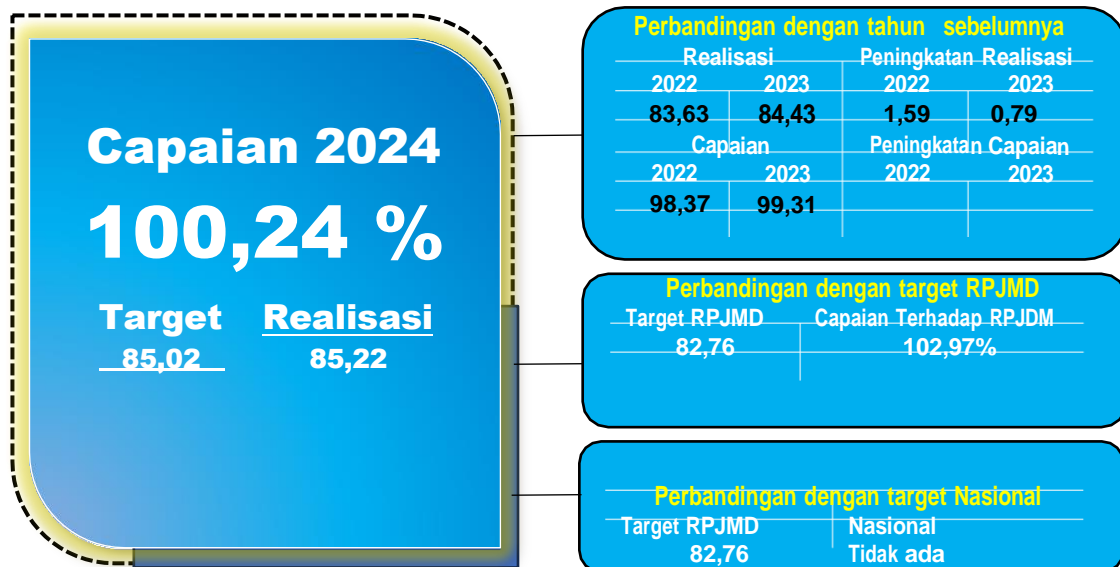 Capaian 2024
100,24 %
Target Realisasi
85,02 85,22
Perbandingan dengan tahun sebelumnya
Realisasi Peningkatan Realisasi
2022 2023 2022 2023
83,63 84,43 1,59 0,79
Capaian Peningkatan Capaian
2022 2023 2022 2023
98,37 99,31
Perbandingan dengan target RPJMD
Target RPJMD Capaian Terhadap RPJDM
82,76 102,97%
Perbandingan dengan target Nasional
Target RPJMD Nasional
82,76 Tidak ada